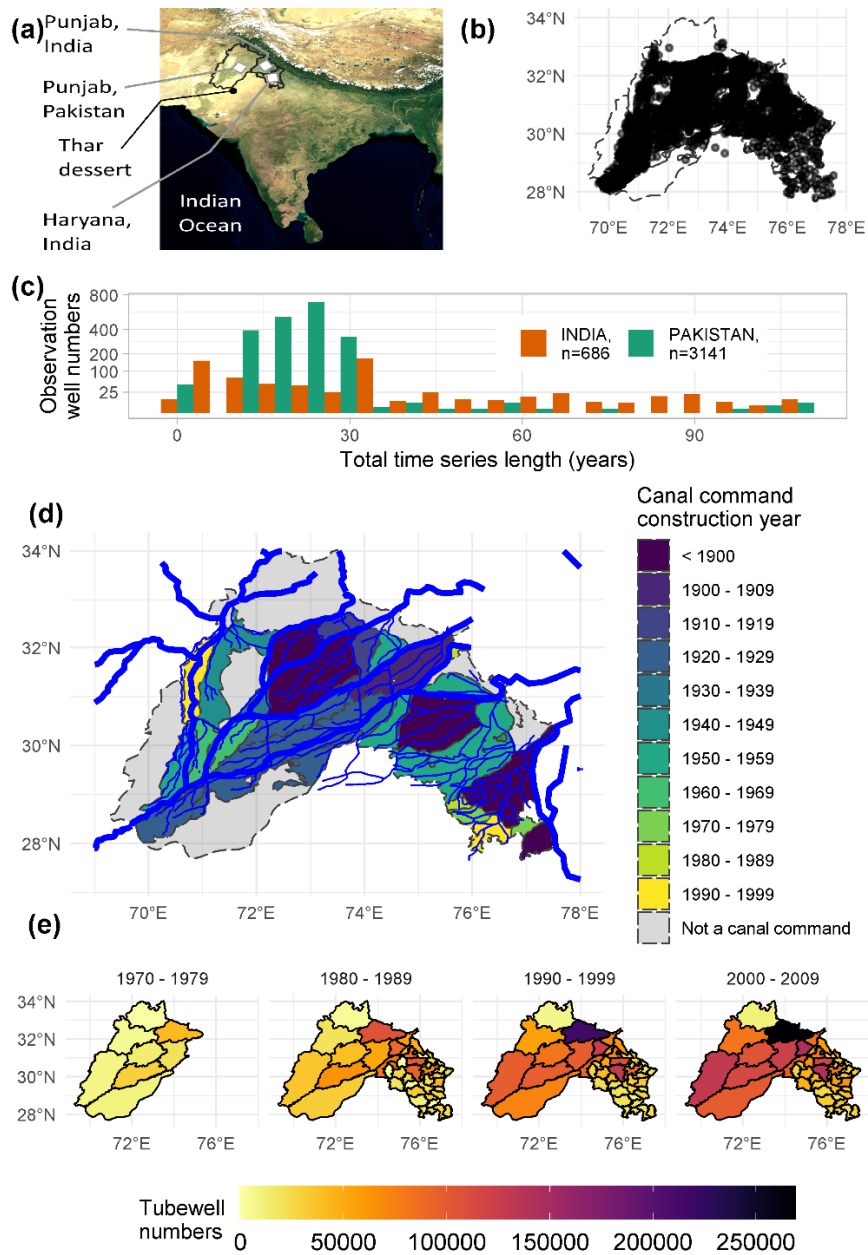 (a)
Punjab,
India
Punjab,
Pakistan
Thar
dessert
Haryana,
India
Indian
Ocean
(b)
34°N
32°N
30°N
28°N
70°E 72°E 74°E 76°E 78°E
(c)
Observation
well numbers
800
400
200
100
25
INDIA,
n=686
PAKISTAN,
n=3141
0 30 60 90
Total time series length (years)
(d)
34°N
32°N
30°N
28°N
70°E 72°E 74°E 76°E 78°E
Canal command
construction year
< 1900
1900 - 1909
1910 - 1919
1920 - 1929
1930 - 1939
1940 - 1949
1950 - 1959
1960 - 1969
1970 - 1979
1980 - 1989
1990 - 1999
Not a canal command
(e)
1970 - 1979 1980 - 1989 1990 - 1999 2000 - 2009
34°N
32°N
30°N
28°N
72°E 76°E 72°E 76°E 72°E 76°E 72°E 76°E
Tubewell
numbers
0 50000 100000 150000 200000 250000